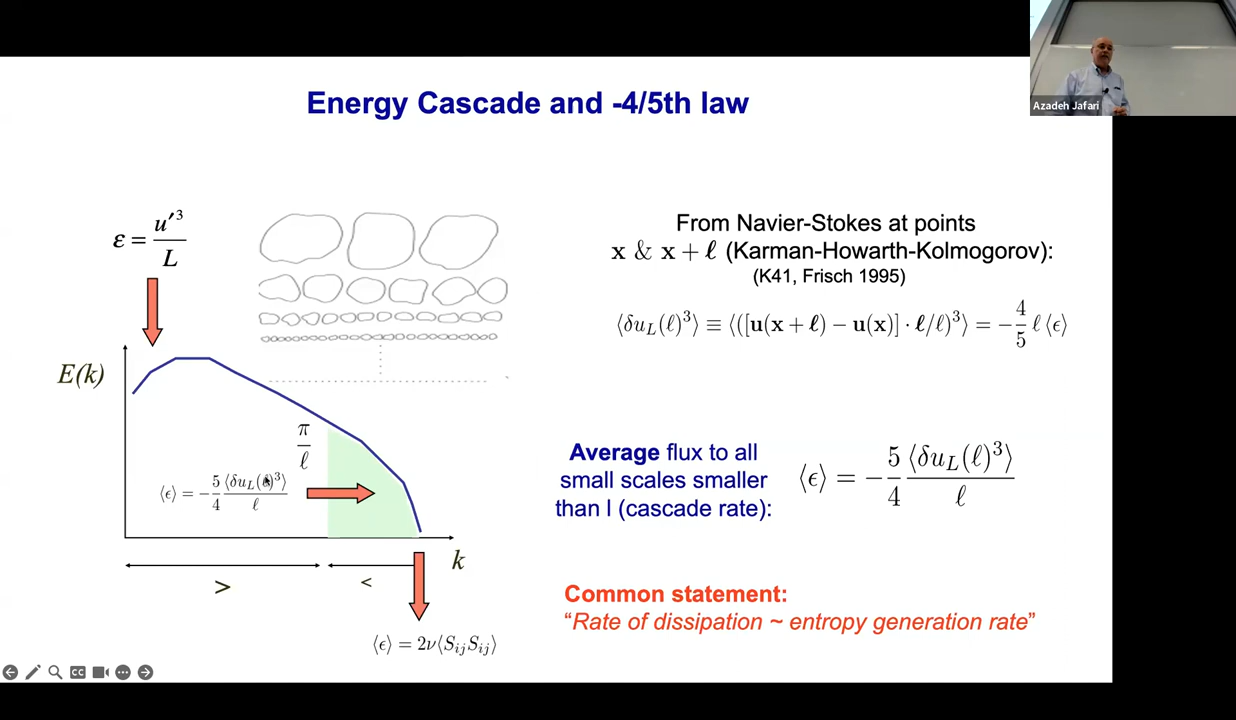 Azadeh Jafari
Energy Cascade and -4/5th law
ε = u′³ / L
E(k)
π / ℓ
⟨ϵ⟩ = − 5/4 ⟨δu_L(ℓ)³⟩ / ℓ
k
>
<
⟨ϵ⟩ = 2ν⟨S_ij S_ij⟩
From Navier-Stokes at points
x & x + ℓ (Karman-Howarth-Kolmogorov):
(K41, Frisch 1995)
⟨δu_L(ℓ)³⟩ ≡ ⟨([u(x + ℓ) − u(x)] · ℓ/ℓ)³⟩ = − 4/5 ℓ ⟨ϵ⟩
Average flux to all
small scales smaller
than l (cascade rate):
⟨ϵ⟩ = − 5/4 ⟨δu_L(ℓ)³⟩ / ℓ
Common statement:
“Rate of dissipation ~ entropy generation rate”
CC